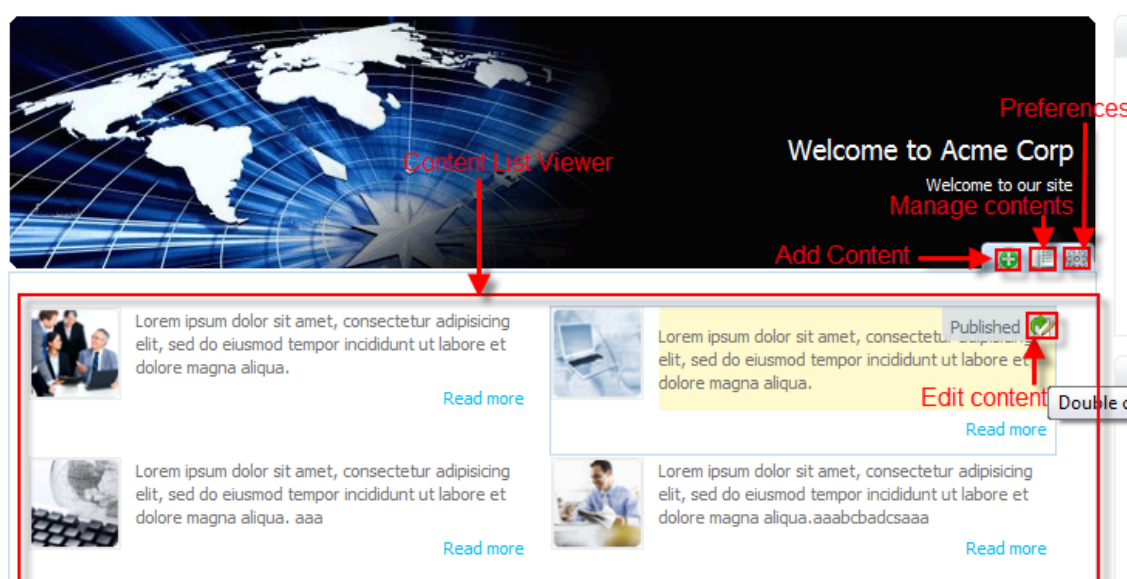 Preferences
Welcome to Acme Corp
Content List Viewer
Welcome to our site
Manage contents
Add Content
Lorem ipsum dolor sit amet, consectetur adipisicing
elit, sed do eiusmod tempor incididunt ut labore et
dolore magna aliqua.
Read more
Published
Lorem ipsum dolor sit amet, consectetur adipisicing
elit, sed do eiusmod tempor incididunt ut labore et
dolore magna aliqua.
Edit content
Double
Read more
Lorem ipsum dolor sit amet, consectetur adipisicing
elit, sed do eiusmod tempor incididunt ut labore et
dolore magna aliqua. aaa
Read more
Lorem ipsum dolor sit amet, consectetur adipisicing
elit, sed do eiusmod tempor incididunt ut labore et
dolore magna aliqua.aaabcbadcsaaa
Read more